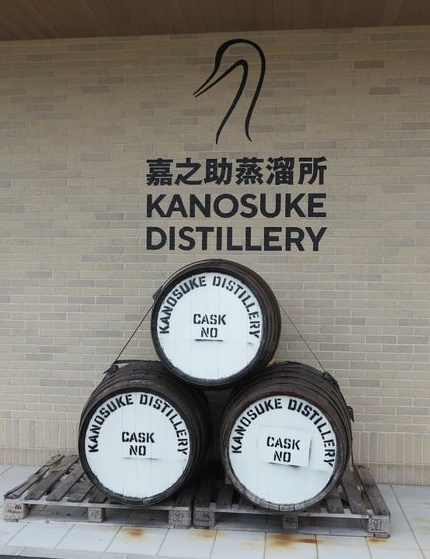 嘉之助蒸溜所
KANOSUKE
DISTILLERY
KANOSUKE DISTILLERY
CASK
NO
KANOSUKE DISTILLERY
CASK
NO
KANOSUKE DISTILLERY
CASK
NO